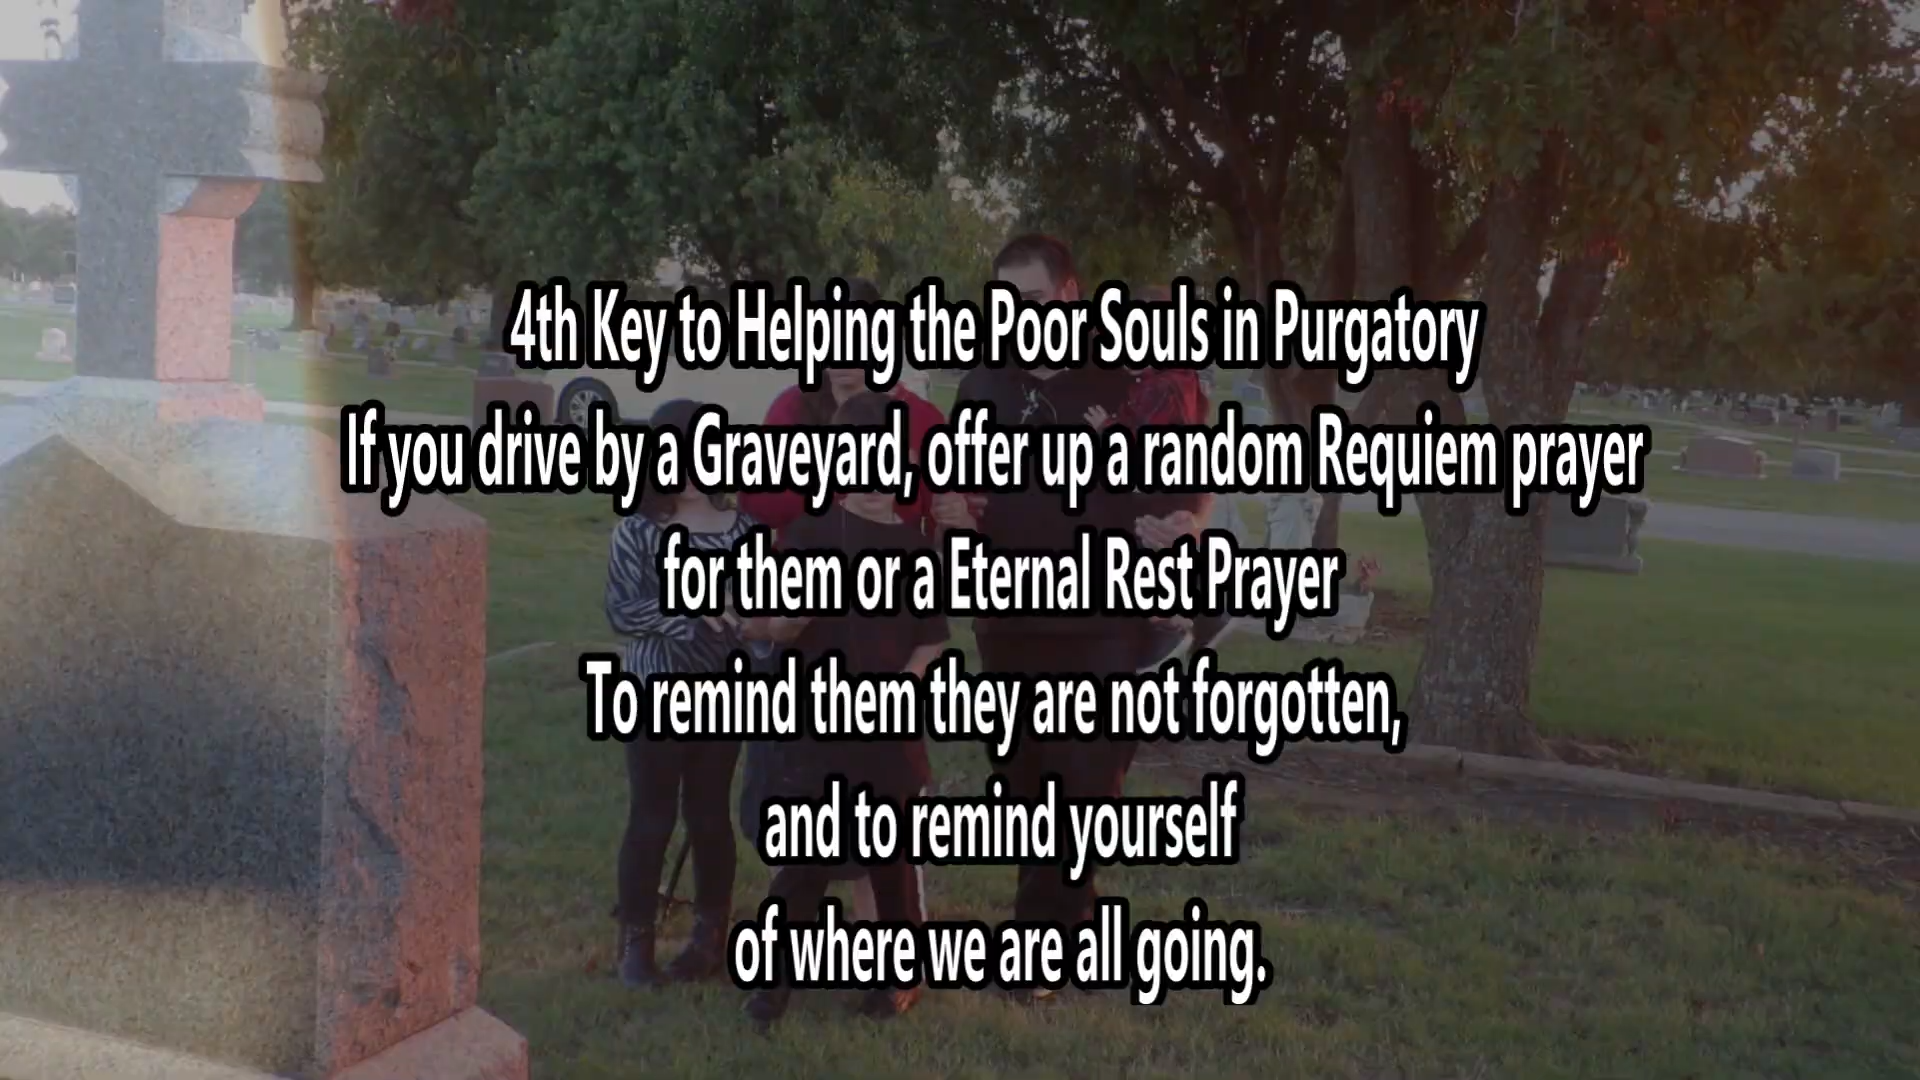 4th Key to Helping the Poor Souls in Purgatory
If you drive by a Graveyard, offer up a random Requiem prayer
for them or a Eternal Rest Prayer
To remind them they are not forgotten,
and to remind yourself
of where we are all going.